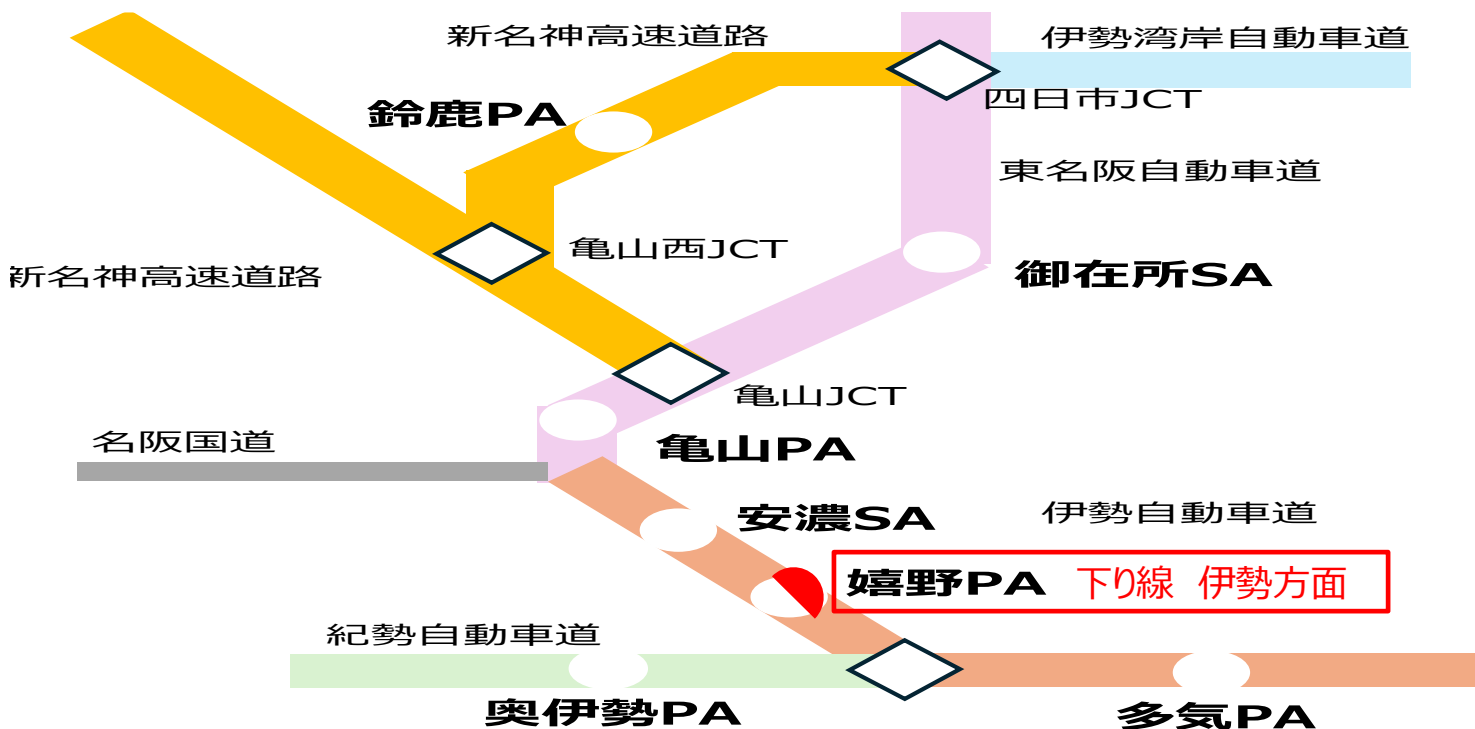 新名神高速道路
伊勢湾岸自動車道
四日市JCT
鈴鹿PA
東名阪自動車道
亀山西JCT
新名神高速道路
御在所SA
亀山JCT
名阪国道
亀山PA
安濃SA
伊勢自動車道
嬉野PA 下り線 伊勢方面
紀勢自動車道
奥伊勢PA
多気PA